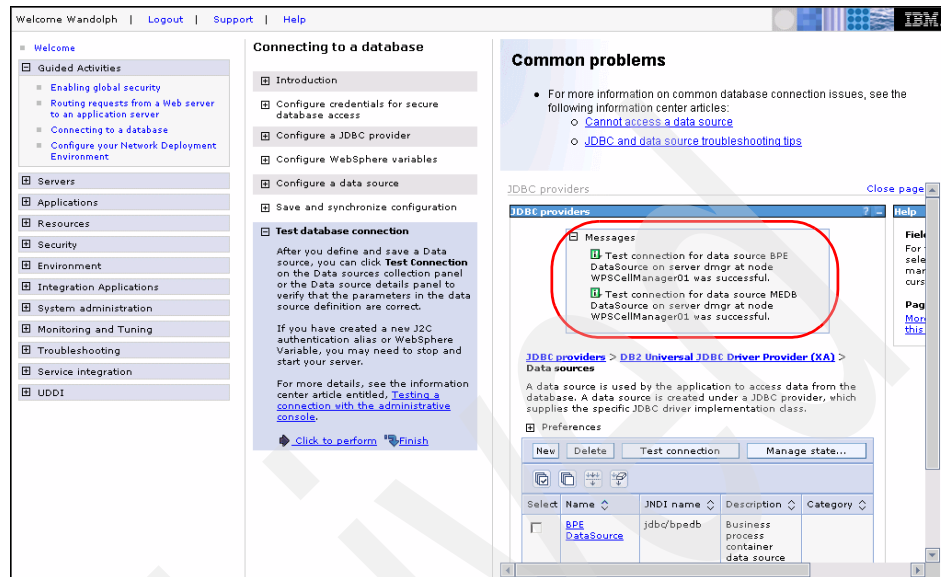 Welcome Wandolph | Logout | Support | Help
IBM.
Welcome
Guided Activities
Enabling global security
Routing requests from a Web server
to an application server
Connecting to a database
Configure your Network Deployment
Environment
Servers
Applications
Resources
Security
Environment
Integration Applications
System administration
Monitoring and Tuning
Troubleshooting
Service integration
UDDI
Connecting to a database
Introduction
Configure credentials for secure
database access
Configure a JDBC provider
Configure WebSphere variables
Configure a data source
Save and synchronize configuration
Test database connection
After you define and save a Data
source, you can click Test Connection
on the Data sources collection panel
or the Data source details panel to
verify that the parameters in the data
source definition are correct.
If you have created a new J2C
authentication alias or WebSphere
Variable, you may need to stop and
start your server.
For more details, see the information
center article entitled, Testing a
connection with the administrative
console.
Click to perform Finish
Common problems
For more information on common database connection issues, see the
following information center articles:
Cannot access a data source
JDBC and data source troubleshooting tips
JDBC providers Close page
JDBC providers ? –
Messages
Test connection for data source BPE
DataSource on server dmgr at node
WPSCellManager01 was successful.
Test connection for data source MEDB
DataSource on server dmgr at node
WPSCellManager01 was successful.
JDBC providers > DB2 Universal JDBC Driver Provider (XA) >
Data sources
A data source is used by the application to access data from the
database. A data source is created under a JDBC provider, which
supplies the specific JDBC driver implementation class.
Preferences
New Delete Test connection Manage state...
Select Name JNDI name Description Category
BPE
DataSource
jdbc/bpedb
Business
process
container
data source
Help
Field
For
sele
mar
curs
Pag
More
this